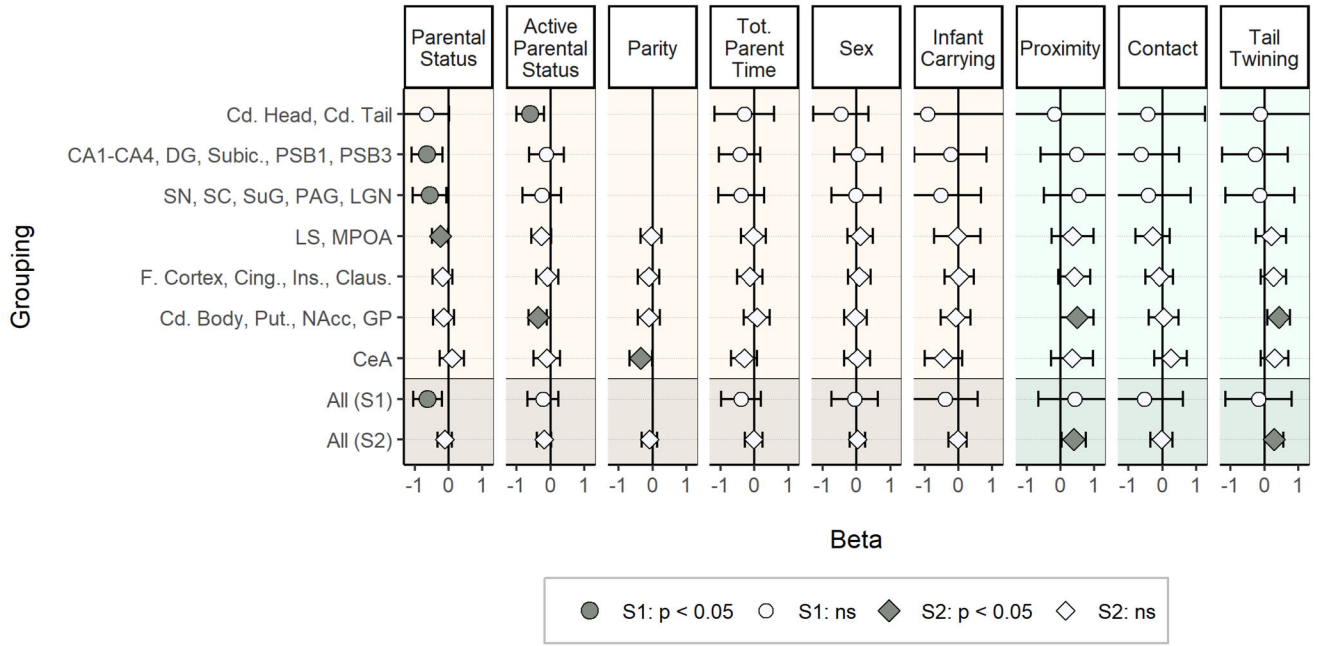 Parental Status
Active Parental Status
Parity
Tot. Parent Time
Sex
Infant Carrying
Proximity
Contact
Tail Twining
Grouping
Cd. Head, Cd. Tail
CA1-CA4, DG, Subic., PSB1, PSB3
SN, SC, SuG, PAG, LGN
LS, MPOA
F. Cortex, Cing., Ins., Claus.
Cd. Body, Put., NAcc, GP
CeA
All (S1)
All (S2)
-1 0 1 -1 0 1 -1 0 1 -1 0 1 -1 0 1 -1 0 1 -1 0 1 -1 0 1 -1 0 1
Beta
S1: p < 0.05 S1: ns S2: p < 0.05 S2: ns